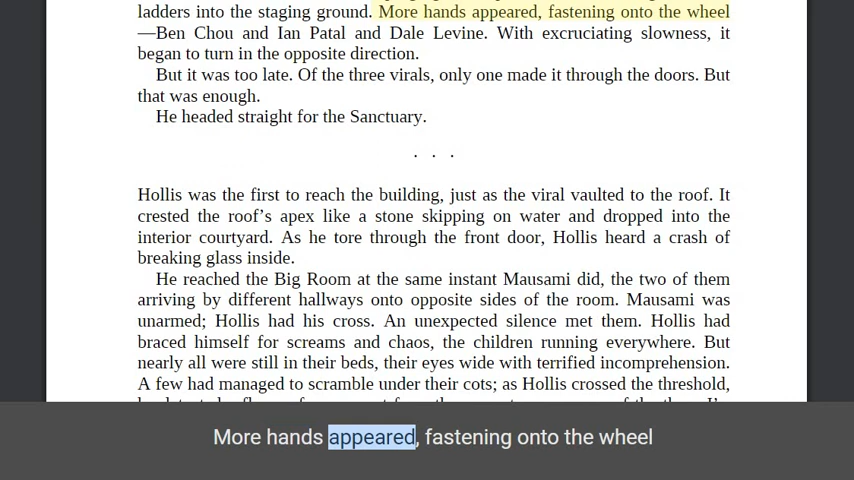 ladders into the staging ground. More hands appeared, fastening onto the wheel
—Ben Chou and Ian Patal and Dale Levine. With excruciating slowness, it
began to turn in the opposite direction.
But it was too late. Of the three virals, only one made it through the doors. But
that was enough.
He headed straight for the Sanctuary.
. . .
Hollis was the first to reach the building, just as the viral vaulted to the roof. It
crested the roof’s apex like a stone skipping on water and dropped into the
interior courtyard. As he tore through the front door, Hollis heard a crash of
breaking glass inside.
He reached the Big Room at the same instant Mausami did, the two of them
arriving by different hallways onto opposite sides of the room. Mausami was
unarmed; Hollis had his cross. An unexpected silence met them. Hollis had
braced himself for screams and chaos, the children running everywhere. But
nearly all were still in their beds, their eyes wide with terrified incomprehension.
A few had managed to scramble under their cots; as Hollis crossed the threshold,
More hands appeared, fastening onto the wheel